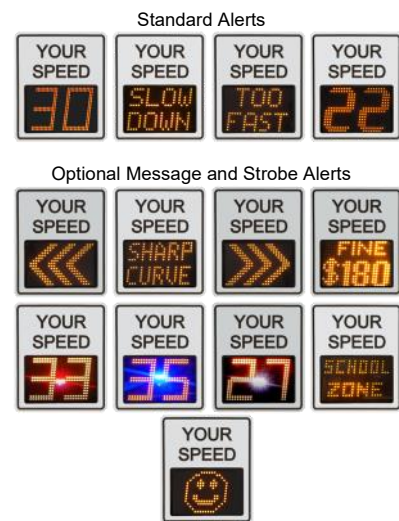 Standard Alerts
YOUR
SPEED
30
YOUR
SPEED
SLOW
DOWN
YOUR
SPEED
TOO
FAST
YOUR
SPEED
22
Optional Message and Strobe Alerts
YOUR
SPEED
<<<
YOUR
SPEED
SHARP
CURVE
YOUR
SPEED
>>>
YOUR
SPEED
FINE
$180
YOUR
SPEED
33
YOUR
SPEED
35
YOUR
SPEED
27
YOUR
SPEED
SCHOOL
ZONE
YOUR
SPEED